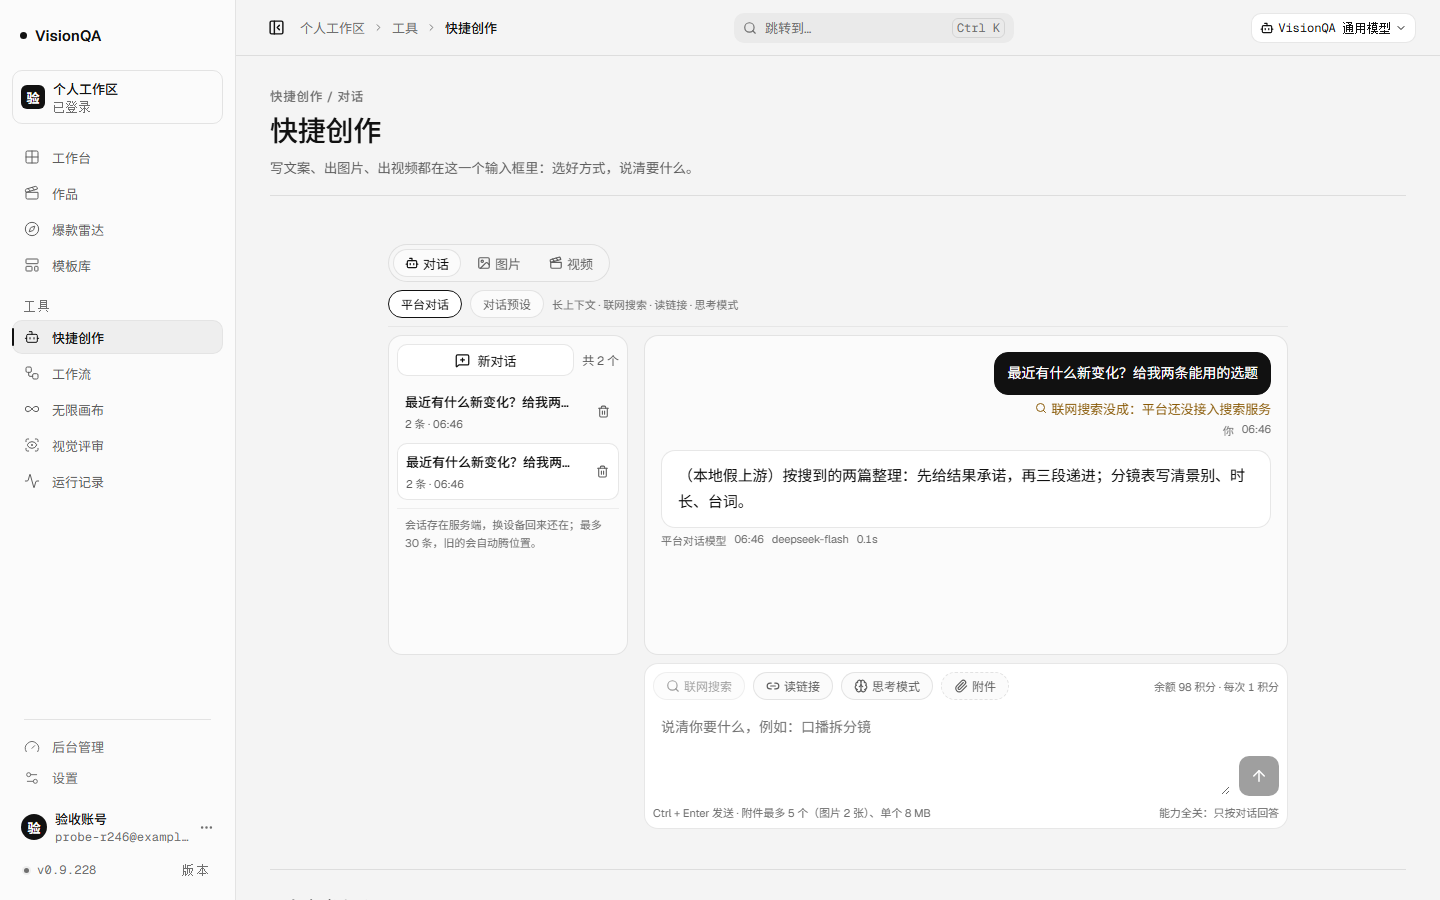 VisionQA
验
个人工作区
已登录
工作台
作品
爆款雷达
模板库
工具
快捷创作
工作流
无限画布
视觉评审
运行记录
后台管理
设置
验
验收账号
probe-r246@exampl…
v0.9.228
版本
个人工作区
工具
快捷创作
跳转到...
Ctrl K
VisionQA 通用模型
快捷创作 / 对话
快捷创作
写文案、出图片、出视频都在这一个输入框里：选好方式，说清要什么。
对话
图片
视频
平台对话
对话预设
长上下文 · 联网搜索 · 读链接 · 思考模式
新对话
共 2 个
最近有什么新变化？给我两...
2 条 · 06:46
最近有什么新变化？给我两...
2 条 · 06:46
会话存在服务端，换设备回来还在；最多
30 条，旧的会自动腾位置。
最近有什么新变化？给我两条能用的选题
联网搜索没成：平台还没接入搜索服务
你 06:46
（本地假上游）按搜到的两篇整理：先给结果承诺，再三段递进；分镜表写清景别、时
长、台词。
平台对话模型 06:46 deepseek-flash 0.1s
联网搜索
读链接
思考模式
附件
余额 98 积分 · 每次 1 积分
说清你要什么，例如：口播拆分镜
Ctrl + Enter 发送 · 附件最多 5 个（图片 2 张）、单个 8 MB
能力全关：只按对话回答